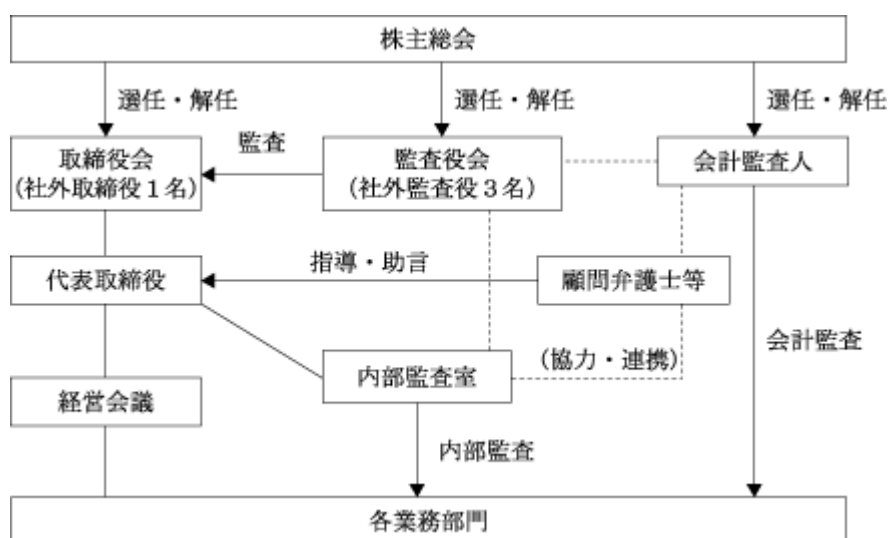 株主総会
選任・解任
選任・解任
選任・解任
取締役会
(社外取締役1名)
監査
監査役会
(社外監査役3名)
会計監査人
代表取締役
指導・助言
顧問弁護士等
会計監査
(協力・連携)
内部監査室
経営会議
内部監査
各業務部門